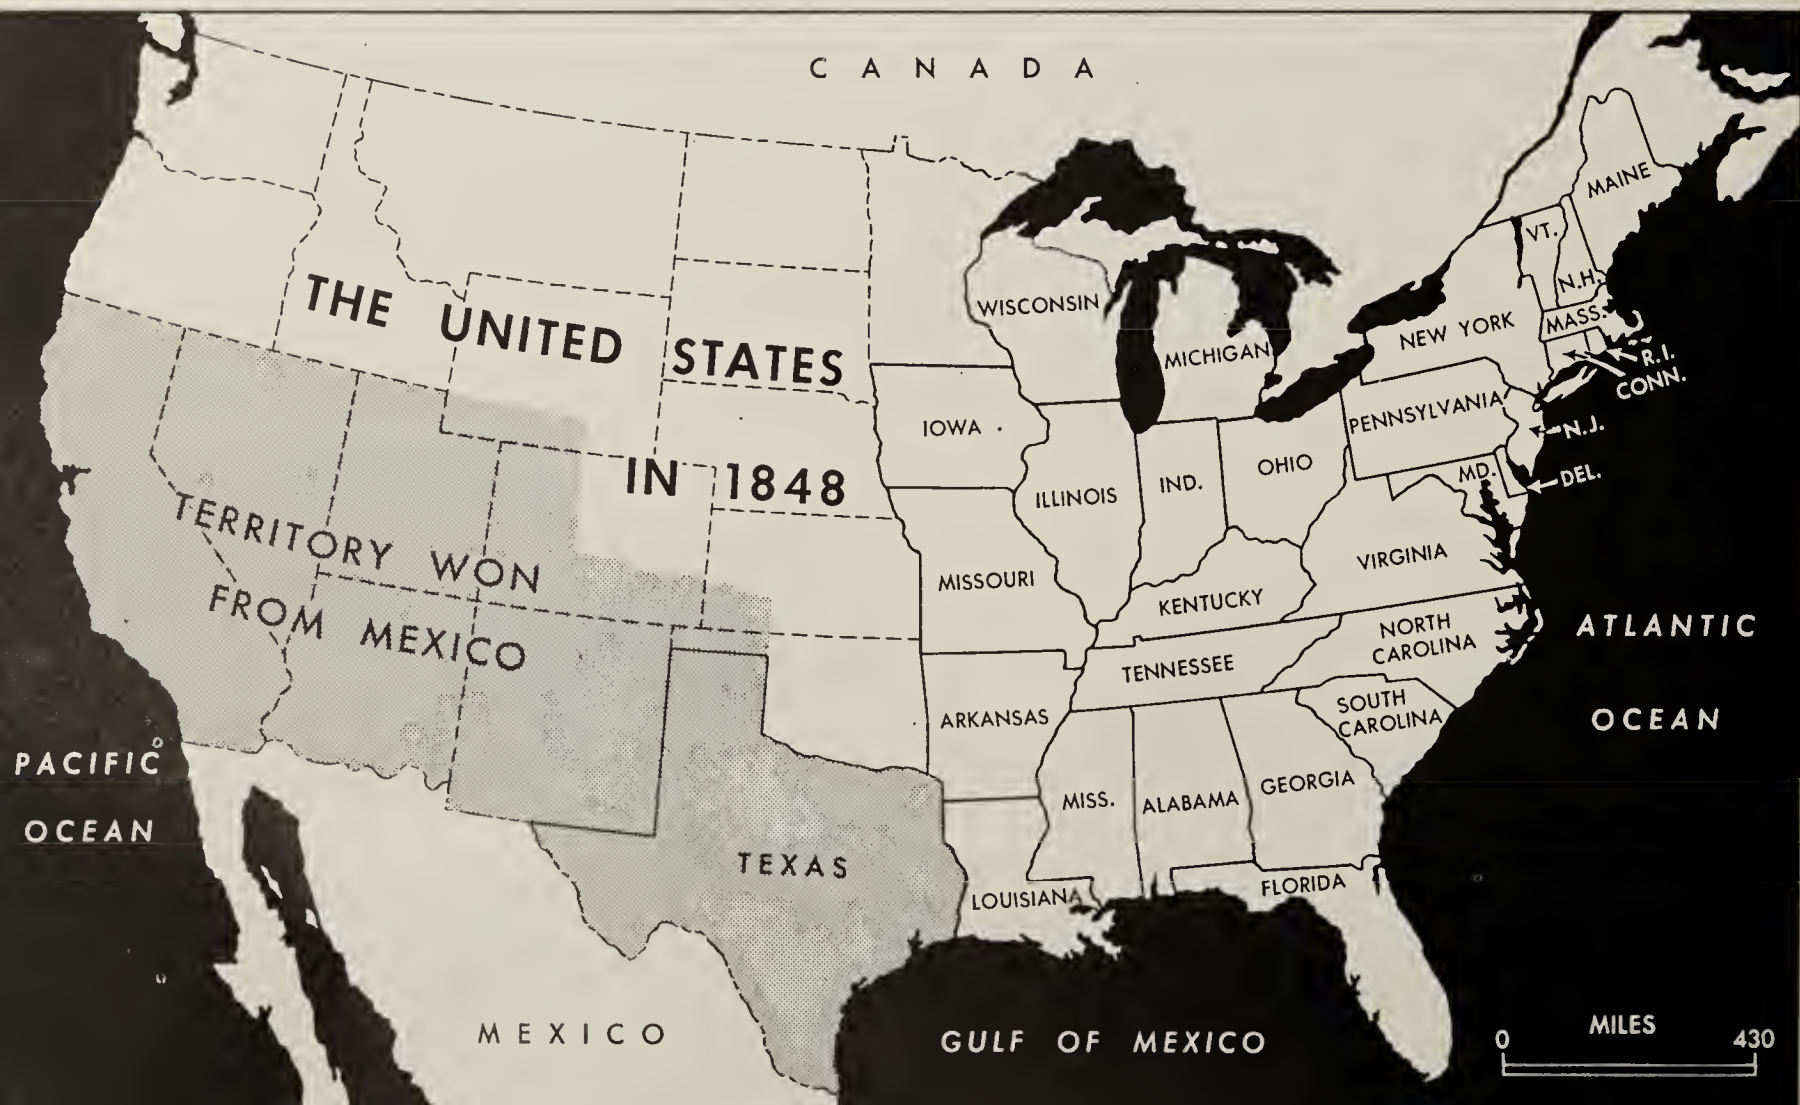 CANADA
THE UNITED STATES
IN 1848
TERRITORY WON
FROM MEXICO
PACIFIC
OCEAN
MEXICO
TEXAS
WISCONSIN
MICHIGAN
IOWA
ILLINOIS
IND.
OHIO
MISSOURI
KENTUCKY
ARKANSAS
TENNESSEE
MISS.
ALABAMA
GEORGIA
LOUISIANA
FLORIDA
MAINE
VT.
N.H.
MASS.
R.I.
CONN.
NEW YORK
PENNSYLVANIA
N.J.
MD.
DEL.
VIRGINIA
NORTH
CAROLINA
SOUTH
CAROLINA
ATLANTIC
OCEAN
GULF OF MEXICO
MILES
0 430